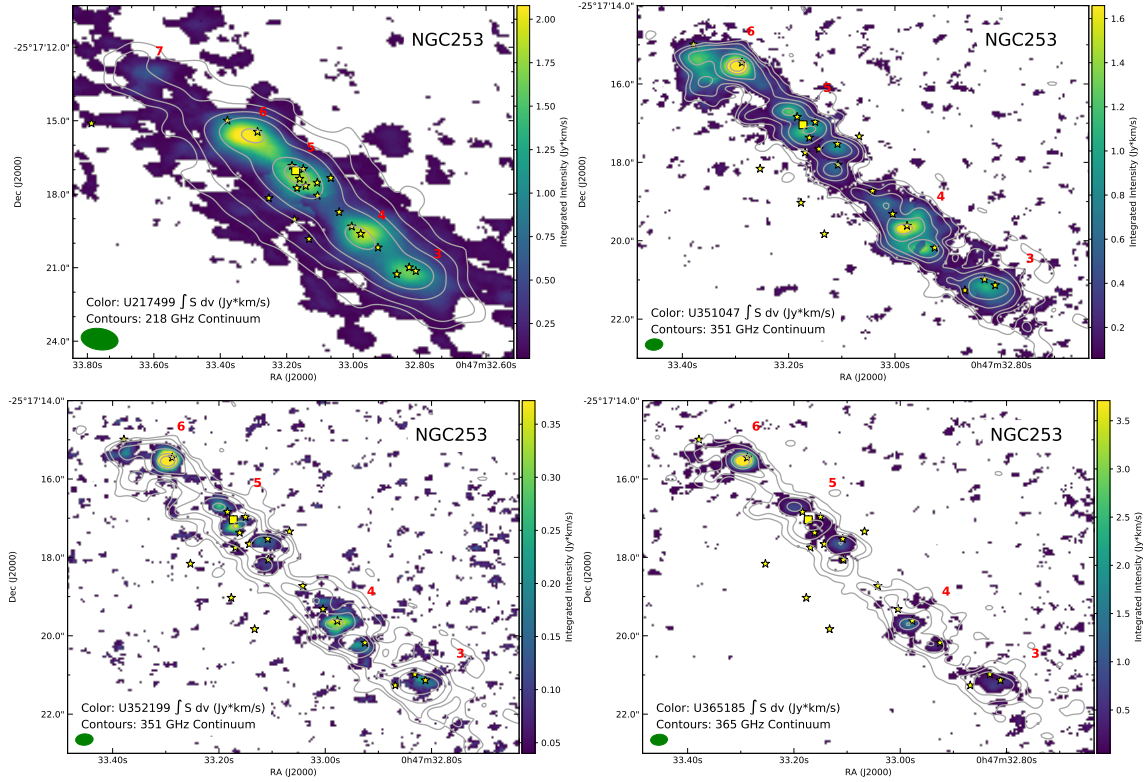 NGC253
7
6
5
4
3
Color: U217499 ∫ S dv (Jy*km/s)
Contours: 218 GHz Continuum
-25°17'12.0"
15.0"
18.0"
21.0"
24.0"
Dec (J2000)
33.80s 33.60s 33.40s 33.20s 33.00s 32.80s 0h47m32.60s
RA (J2000)
2.00
1.75
1.50
1.25
1.00
0.75
0.50
0.25
Integrated Intensity (Jy*km/s)
NGC253
6
5
4
3
Color: U351047 ∫ S dv (Jy*km/s)
Contours: 351 GHz Continuum
-25°17'14.0"
16.0"
18.0"
20.0"
22.0"
Dec (J2000)
33.40s 33.20s 33.00s 0h47m32.80s
RA (J2000)
1.6
1.4
1.2
1.0
0.8
0.6
0.4
0.2
Integrated Intensity (Jy*km/s)
NGC253
6
5
4
3
Color: U352199 ∫ S dv (Jy*km/s)
Contours: 351 GHz Continuum
-25°17'14.0"
16.0"
18.0"
20.0"
22.0"
Dec (J2000)
33.40s 33.20s 33.00s 0h47m32.80s
RA (J2000)
0.35
0.30
0.25
0.20
0.15
0.10
0.05
0.04
Integrated Intensity (Jy*km/s)
NGC253
6
5
4
3
Color: U365185 ∫ S dv (Jy*km/s)
Contours: 365 GHz Continuum
-25°17'14.0"
16.0"
18.0"
20.0"
22.0"
Dec (J2000)
33.40s 33.20s 33.00s 0h47m32.80s
RA (J2000)
3.5
3.0
2.5
2.0
1.5
1.0
0.5
Integrated Intensity (Jy*km/s)